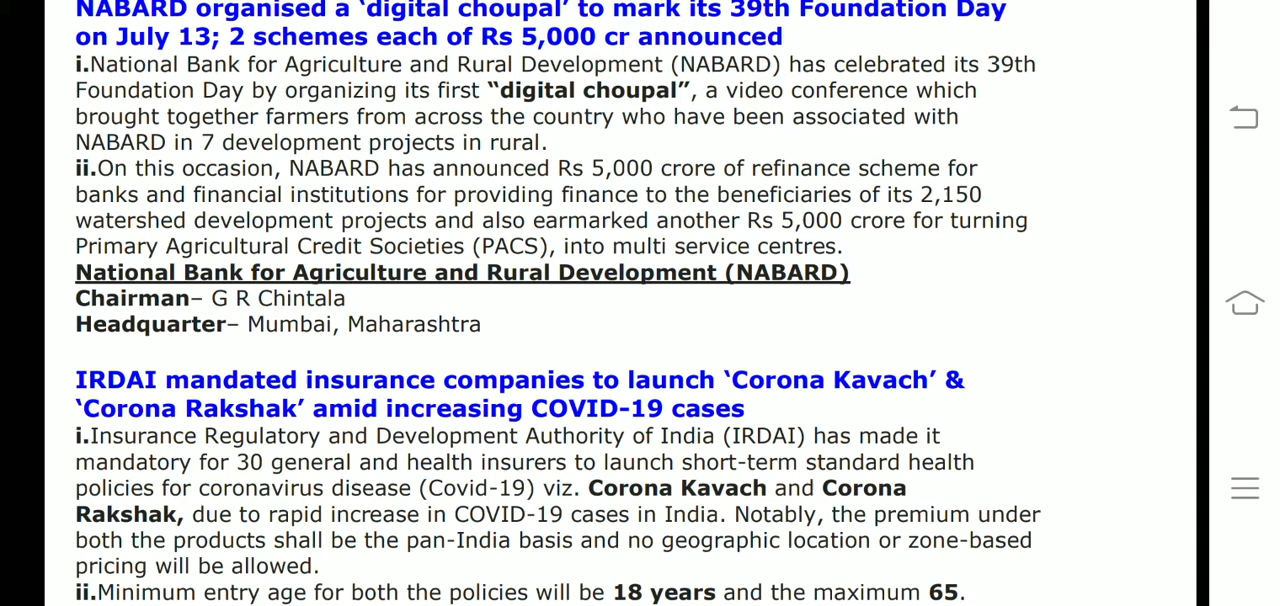 NABARD organised a ‘digital choupal’ to mark its 39th Foundation Day
on July 13; 2 schemes each of Rs 5,000 cr announced
i.National Bank for Agriculture and Rural Development (NABARD) has celebrated its 39th
Foundation Day by organizing its first “digital choupal”, a video conference which
brought together farmers from across the country who have been associated with
NABARD in 7 development projects in rural.
ii.On this occasion, NABARD has announced Rs 5,000 crore of refinance scheme for
banks and financial institutions for providing finance to the beneficiaries of its 2,150
watershed development projects and also earmarked another Rs 5,000 crore for turning
Primary Agricultural Credit Societies (PACS), into multi service centres.
National Bank for Agriculture and Rural Development (NABARD)
Chairman– G R Chintala
Headquarter– Mumbai, Maharashtra
IRDAI mandated insurance companies to launch ‘Corona Kavach’ &
‘Corona Rakshak’ amid increasing COVID-19 cases
i.Insurance Regulatory and Development Authority of India (IRDAI) has made it
mandatory for 30 general and health insurers to launch short-term standard health
policies for coronavirus disease (Covid-19) viz. Corona Kavach and Corona
Rakshak, due to rapid increase in COVID-19 cases in India. Notably, the premium under
both the products shall be the pan-India basis and no geographic location or zone-based
pricing will be allowed.
ii.Minimum entry age for both the policies will be 18 years and the maximum 65.